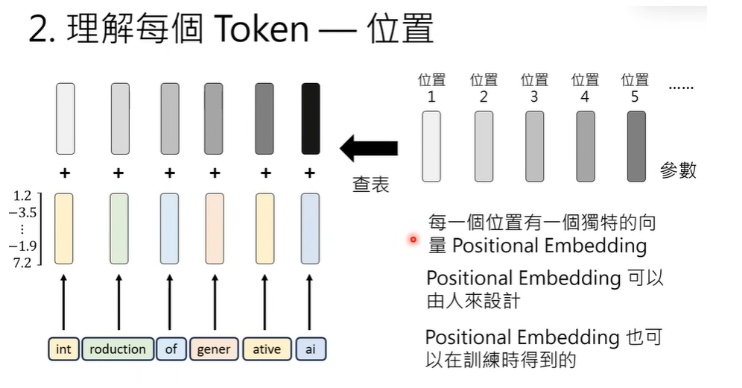 2. 理解每個 Token — 位置
位置 位置 位置 位置 位置
1 2 3 4 5 ......
+ + + + + +
查表
參數
1.2
−3.5
⋮
−1.9
7.2
int roduction of gener ative ai
每一個位置有一個獨特的向
量 Positional Embedding
Positional Embedding 可以
由人來設計
Positional Embedding 也可
以在訓練時得到的